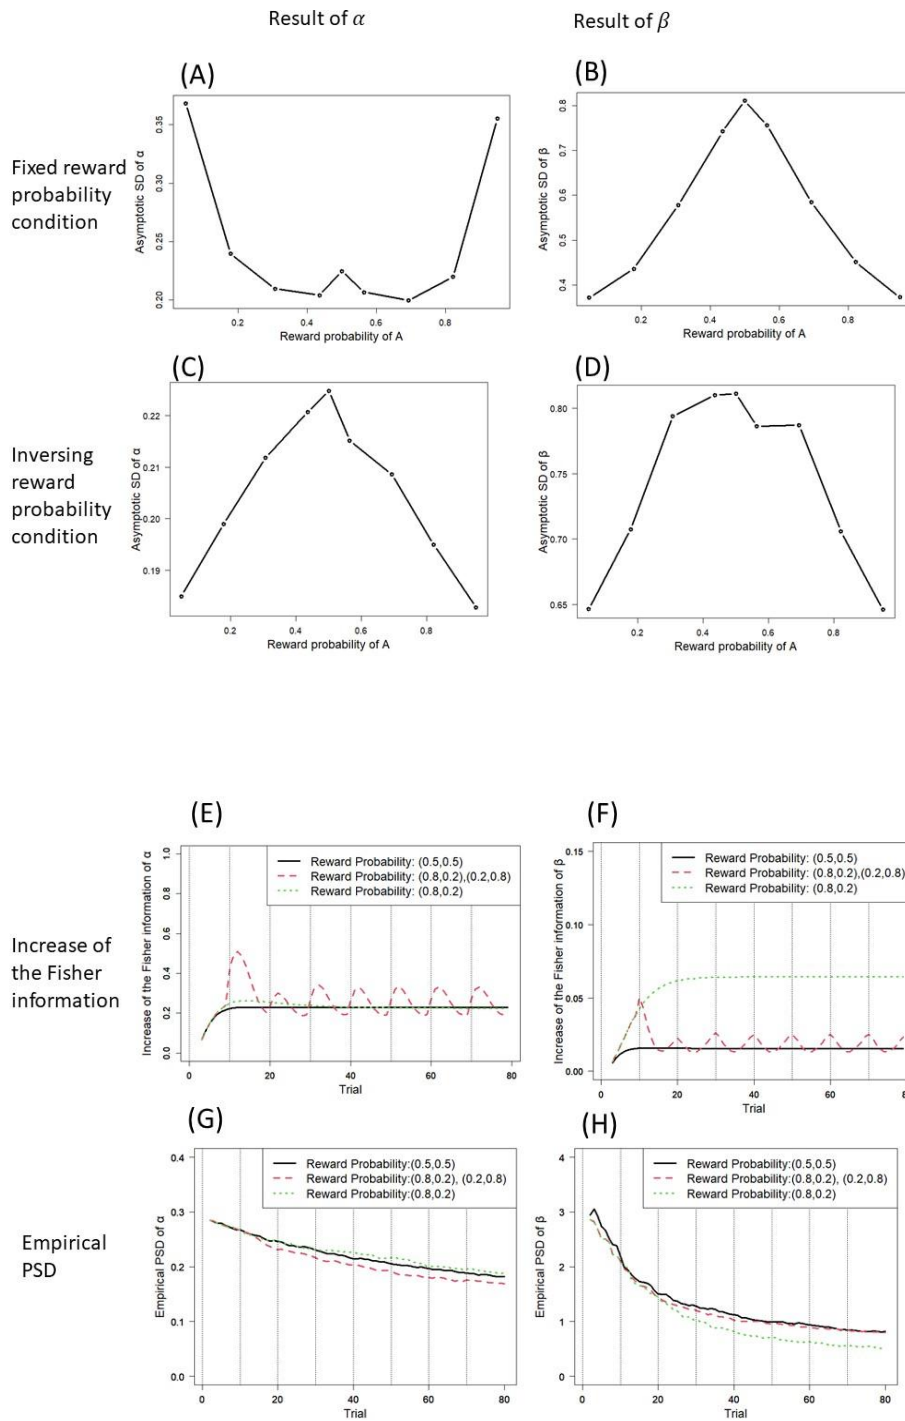 Result of α
Result of β
(A)
(B)
Fixed reward
probability
condition
Asymptotic SD of α
0.35
0.30
0.25
0.20
0.2
0.4
0.6
0.8
Reward probability of A
Asymptotic SD of β
0.8
0.7
0.6
0.5
0.4
0.2
0.4
0.6
0.8
Reward probability of A
(C)
(D)
Inversing
reward
probability
condition
Asymptotic SD of α
0.22
0.21
0.20
0.19
0.2
0.4
0.6
0.8
Reward probability of A
Asymptotic SD of β
0.80
0.75
0.70
0.65
0.2
0.4
0.6
0.8
Reward probability of A
(E)
(F)
Increase of
the Fisher
information
Increase of the Fisher information of α
1.0
0.8
0.6
0.4
0.2
0.0
Reward Probability: (0.5,0.5)
Reward Probability: (0.8,0.2),(0.2,0.8)
Reward Probability: (0.8,0.2)
0
20
40
60
80
Trial
Increase of the Fisher information of β
0.15
0.10
0.05
0.00
Reward Probability: (0.5,0.5)
Reward Probability: (0.8,0.2),(0.2,0.8)
Reward Probability: (0.8,0.2)
0
20
40
60
80
Trial
(G)
(H)
Empirical
PSD
Empirical PSD of α
0.4
0.3
0.2
0.1
0.0
Reward Probability:(0.5,0.5)
Reward Probability:(0.8,0.2), (0.2,0.8)
Reward Probability:(0.8,0.2)
0
20
40
60
80
Trial
Empirical PSD of β
4
3
2
1
0
Reward Probability:(0.5,0.5)
Reward Probability:(0.8,0.2), (0.2,0.8)
Reward Probability:(0.8,0.2)
0
20
40
60
80
Trial